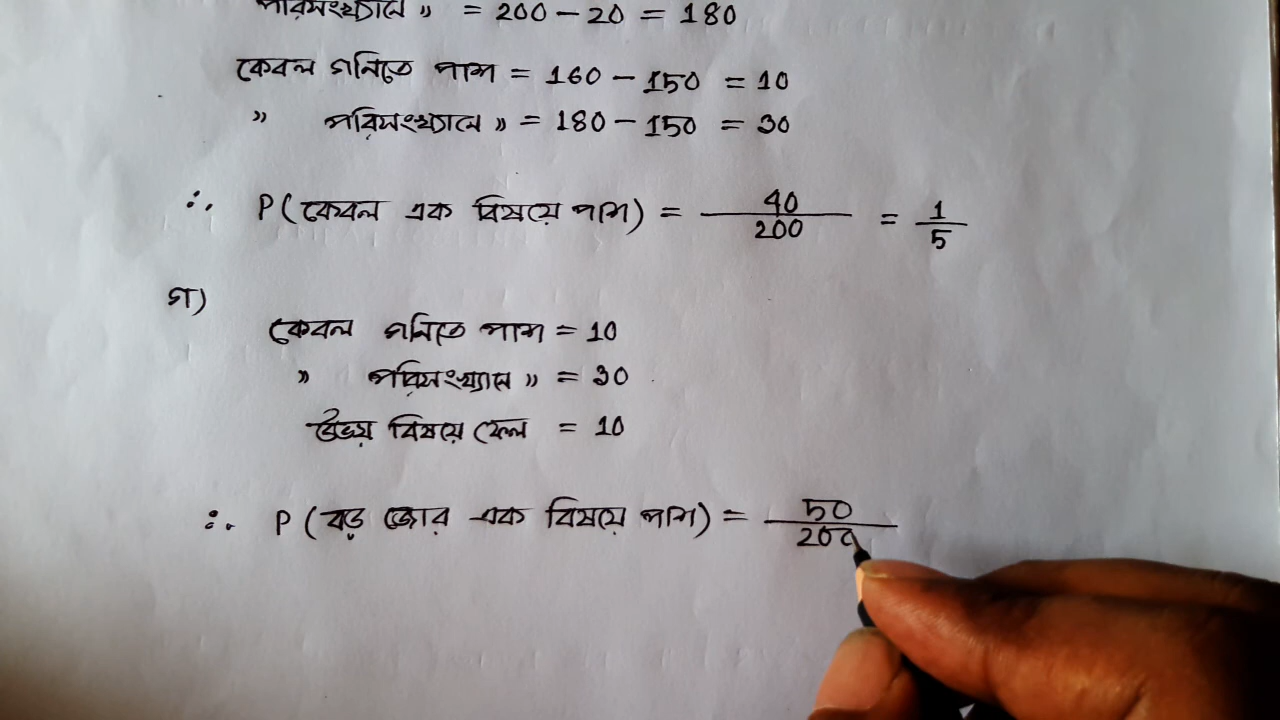 পরিসংখ্যানে " = 200 - 20 = 180
কেবল গনিতে পাশ = 160 - 150 = 10
" পরিসংখ্যানে " = 180 - 150 = 30
∴ P(কেবল এক বিষয়ে পাশ) = 40/200 = 1/5
গ)
কেবল গনিতে পাশ = 10
" পরিসংখ্যানে " = 30
উভয় বিষয়ে ফেল = 10
∴ P(বড় জোর এক বিষয়ে পাশ) = 50/200